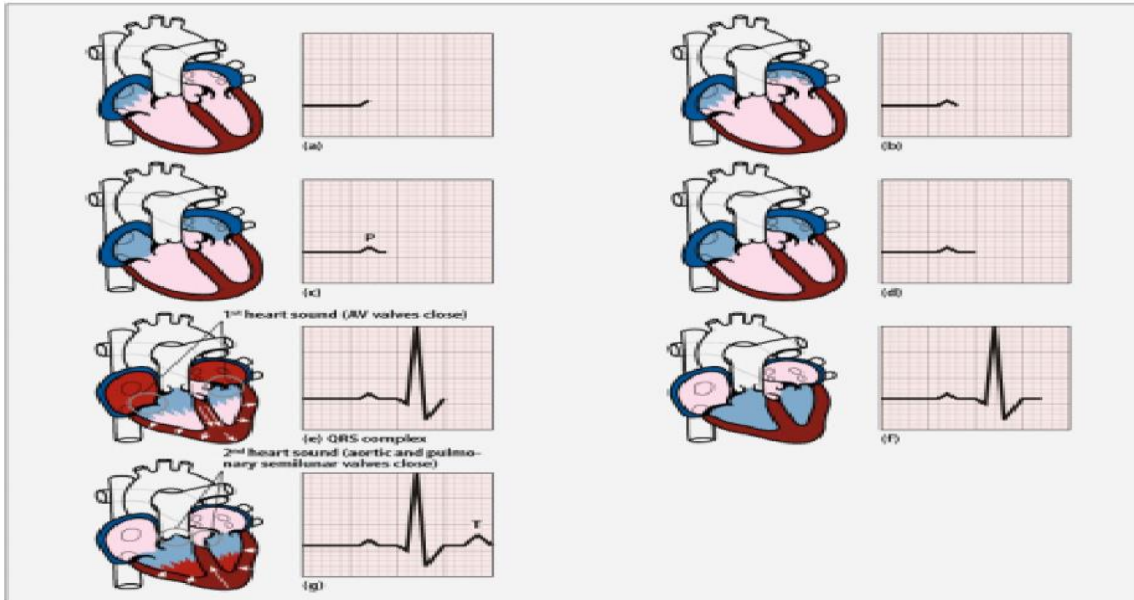 (a)
(b)
P
(c)
(d)
1st heart sound (AV valves close)
(e) QRS complex
(f)
2nd heart sound (aortic and pulmo-
nary semilunar valves close)
T
(g)